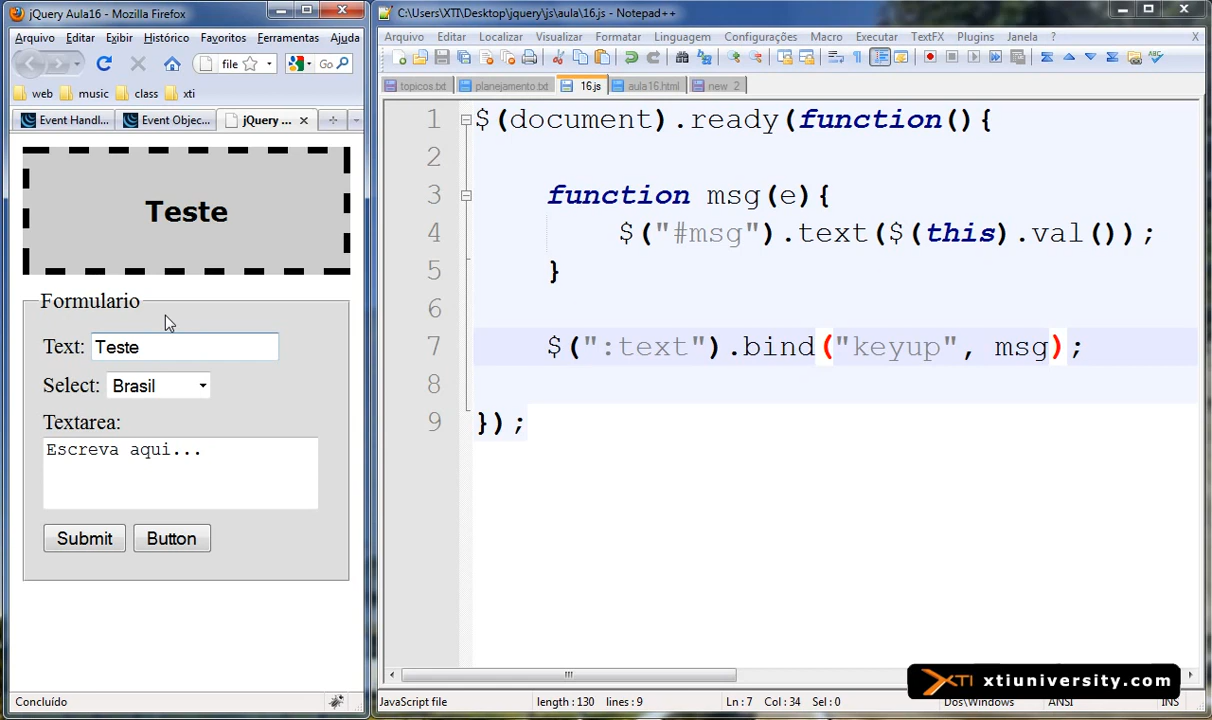 jQuery Aula16 - Mozilla Firefox
Arquivo Editar Exibir Histórico Favoritos Ferramentas Ajuda
file Go
web music class xti
Event Handl... Event Objec... jQuery ...
Teste
Formulario
Text: Teste
Select: Brasil
Textarea:
Escreva aqui...
Submit Button
Concluído
C:\Users\XTI\Desktop\jquery\js\aula\16.js - Notepad++
Arquivo Editar Localizar Visualizar Formatar Linguagem Configurações Macro Executar TextFX Plugins Janela ? X
topicos.txt planejamento.txt 16.js aula16.html new 2
1 $(document).ready(function(){
2
3 function msg(e){
4 $("#msg").text($(this).val());
5 }
6
7 $(":text").bind("keyup", msg);
8
9 });
XTI xtiuniversity.com
JavaScript file length : 130 lines : 9 Ln : 7 Col : 34 Sel : 0 Dos\Windows ANSI INS